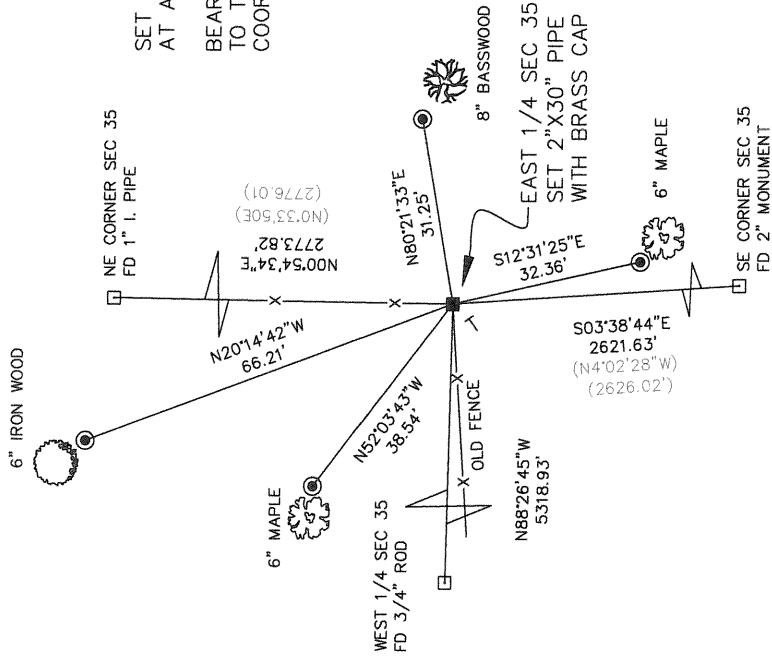 SET
AT A
BEAR
TO T
COOR
NE CORNER SEC 35
FD 1" I. PIPE
6" IRON WOOD
N20°14'42"W
66.21'
N00°54'34"E
2773.82'
(N0°33'50E)
(2776.01)
N80°21'33"E
31.25'
8" BASSWOOD
EAST 1/4 SEC 35
SET 2"X30" PIPE
WITH BRASS CAP
6" MAPLE
N52°03'43"W
38.54'
T
S12°31'25"E
32.36'
6" MAPLE
WEST 1/4 SEC 35
FD 3/4" ROD
X
X
X
X
OLD FENCE
N88°26'45"W
5318.93'
S03°38'44"E
2621.63'
(N4°02'28"W)
(2626.02')
SE CORNER SEC 35
FD 2" MONUMENT